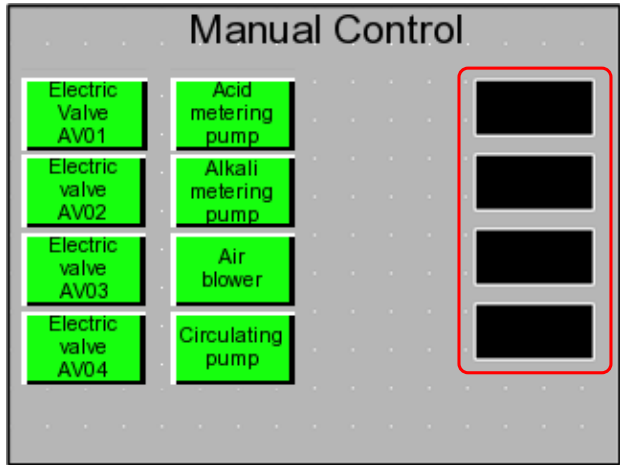 Manual Control
Electric
Valve
AV01
Acid
metering
pump
Electric
valve
AV02
Alkali
metering
pump
Electric
valve
AV03
Air
blower
Electric
valve
AV04
Circulating
pump